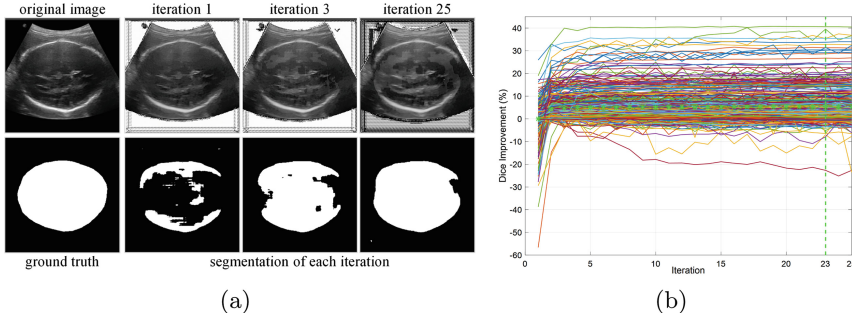 original image iteration 1 iteration 3 iteration 25
ground truth segmentation of each iteration
(a)
Dice Improvement (%)
40
30
20
10
0
-10
-20
-30
-40
-50
-60
0 5 10 15 20 23 25
Iteration
(b)